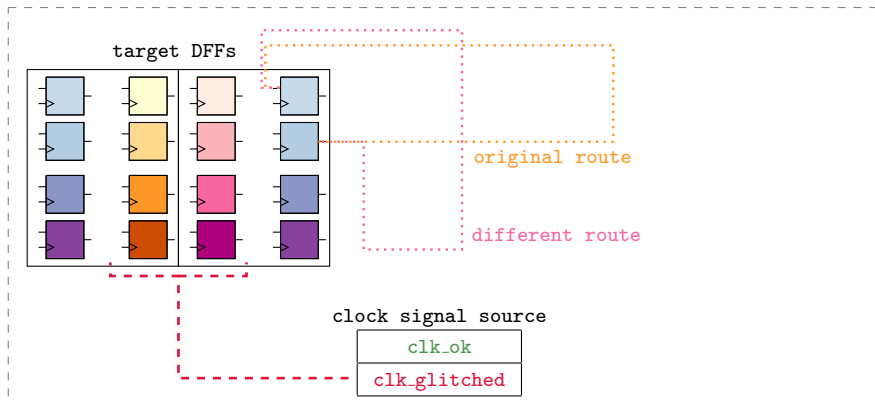 target DFFs
original route
different route
clock signal source
clk_ok
clk_glitched